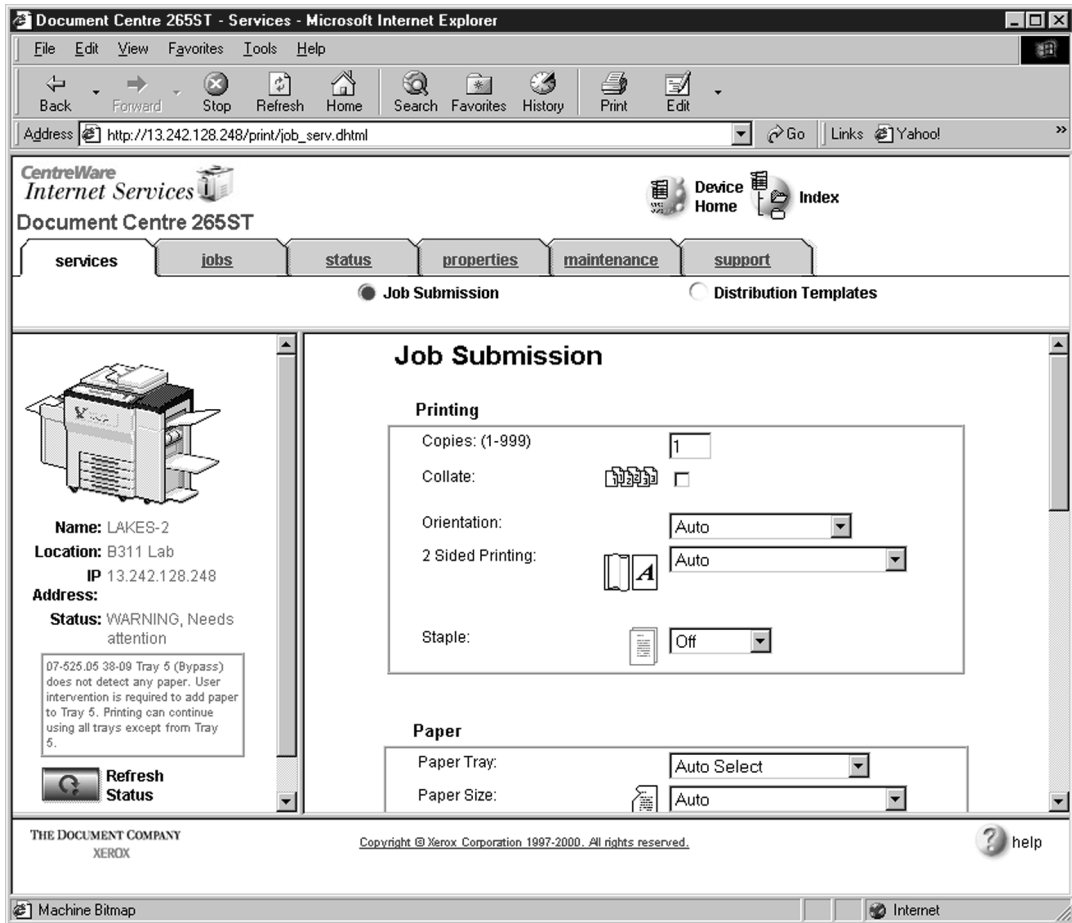 Document Centre 265ST - Services - Microsoft Internet Explorer
File Edit View Favorites Tools Help
Back Forward Stop Refresh Home Search Favorites History Print Edit
Address http://13.242.128.248/print/job_serv.dhtml Go Links Yahoo! »
CentreWare
Internet Services
Document Centre 265ST
Device Home
Index
services jobs status properties maintenance support
Job Submission Distribution Templates
Name: LAKES-2
Location: B311 Lab
IP Address: 13.242.128.248
Status: WARNING, Needs
attention
07-525.05 38-09 Tray 5 (Bypass)
does not detect any paper. User
intervention is required to add paper
to Tray 5. Printing can continue
using all trays except from Tray
5.
Refresh
Status
Job Submission
Printing
Copies: (1-999) 1
Collate:
Orientation: Auto
2 Sided Printing: A Auto
Staple: Off
Paper
Paper Tray: Auto Select
Paper Size: Auto
THE DOCUMENT COMPANY
XEROX
Copyright © Xerox Corporation 1997-2000. All rights reserved.
? help
Machine Bitmap Internet